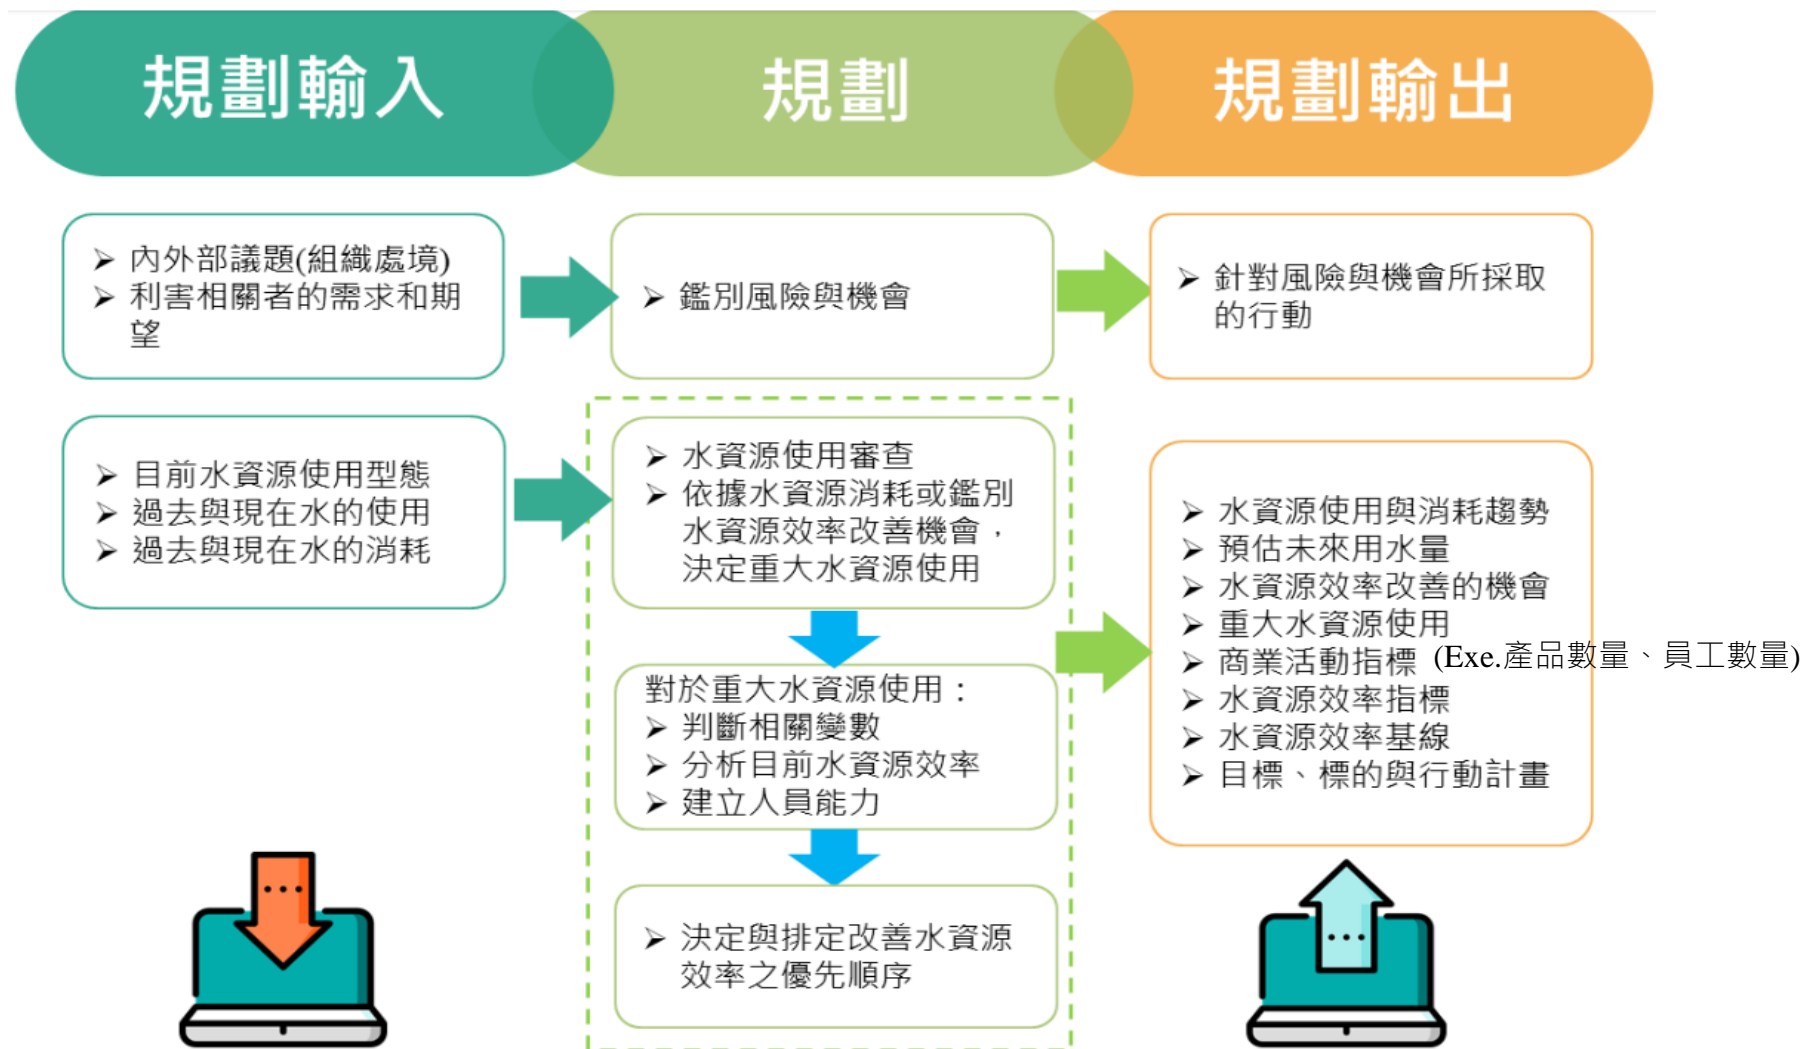 規劃輸入
規劃
規劃輸出
➢ 內外部議題(組織處境)
➢ 利害相關者的需求和期
望
➢ 鑑別風險與機會
➢ 針對風險與機會所採取
的行動
➢ 目前水資源使用型態
➢ 過去與現在水的使用
➢ 過去與現在水的消耗
➢ 水資源使用審查
➢ 依據水資源消耗或鑑別
水資源效率改善機會，
決定重大水資源使用
對於重大水資源使用：
➢ 判斷相關變數
➢ 分析目前水資源效率
➢ 建立人員能力
➢ 決定與排定改善水資源
效率之優先順序
➢ 水資源使用與消耗趨勢
➢ 預估未來用水量
➢ 水資源效率改善的機會
➢ 重大水資源使用
➢ 商業活動指標 (Exe.產品數量、員工數量)
➢ 水資源效率指標
➢ 水資源效率基線
➢ 目標、標的與行動計畫